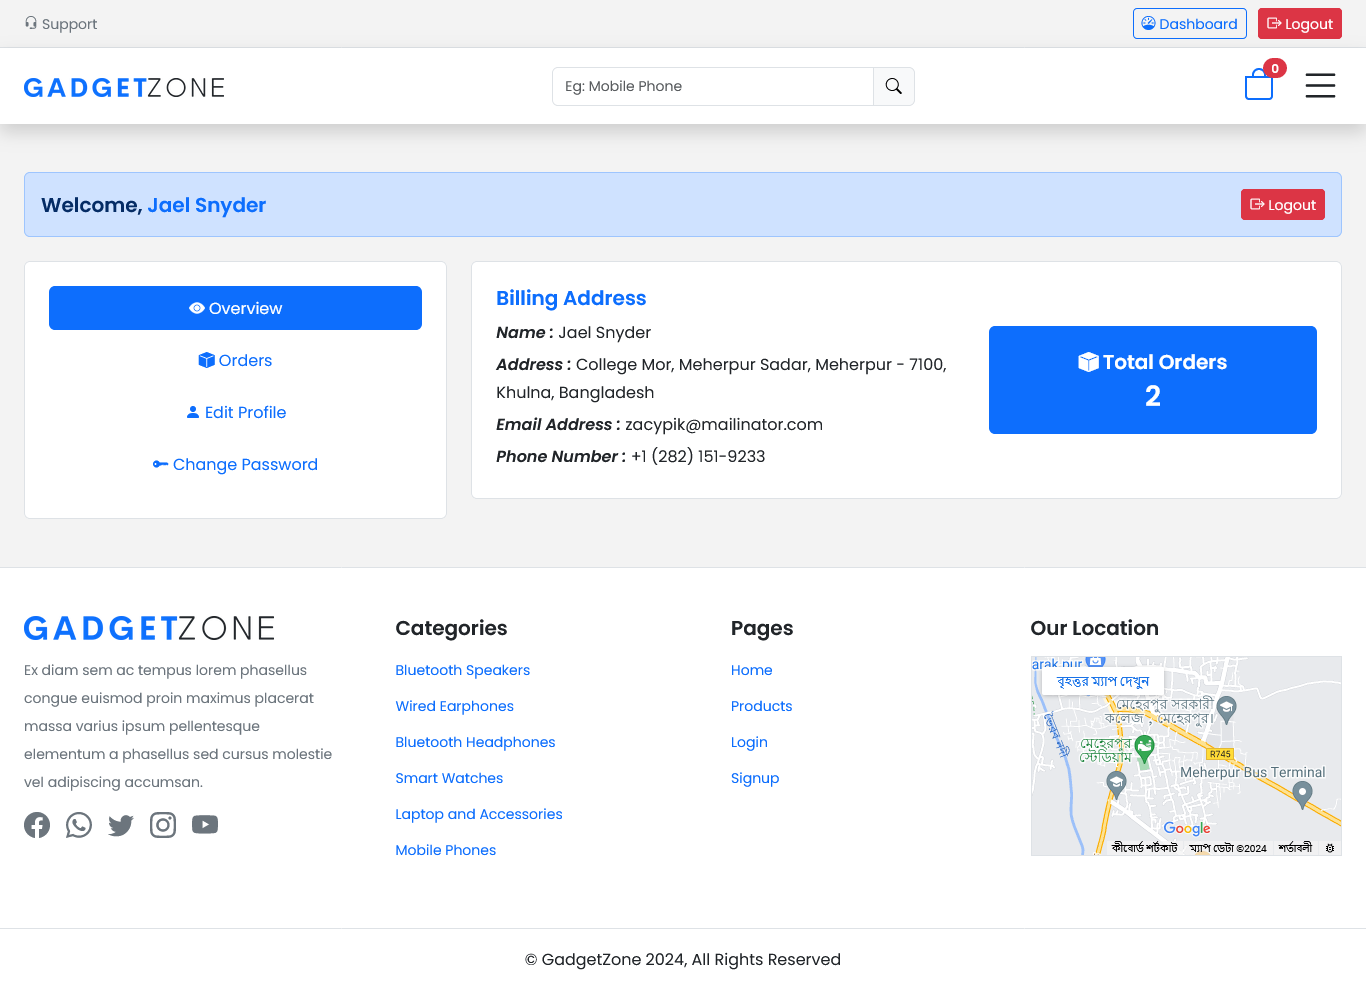 Support
Dashboard
Logout
GADGETZONE
Eg: Mobile Phone
0
Welcome, Jael Snyder
Logout
Overview
Orders
Edit Profile
Change Password
Billing Address
Name : Jael Snyder
Address : College Mor, Meherpur Sadar, Meherpur - 7100,
Khulna, Bangladesh
Email Address : zacypik@mailinator.com
Phone Number : +1 (282) 151-9233
Total Orders
2
GADGETZONE
Ex diam sem ac tempus lorem phasellus
congue euismod proin maximus placerat
massa varius ipsum pellentesque
elementum a phasellus sed cursus molestie
vel adipiscing accumsan.
Categories
Bluetooth Speakers
Wired Earphones
Bluetooth Headphones
Smart Watches
Laptop and Accessories
Mobile Phones
Pages
Home
Products
Login
Signup
Our Location
বৃহত্তর ম্যাপ দেখুন
মেহেরপুর সরকারী
কলেজ , মেহেরপুর।
মেহেরপুর
স্টেডিয়াম
R745
Meherpur Bus Terminal
Google
কীবোর্ড শর্টকাট
ম্যাপ ডেটা ©2024
শর্তাবলী
© GadgetZone 2024, All Rights Reserved